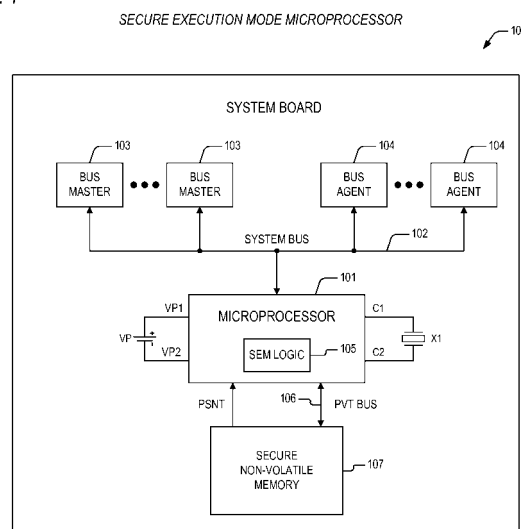 SECURE EXECUTION MODE MICROPROCESSOR
10
SYSTEM BOARD
103
103
104
104
BUS
MASTER
BUS
MASTER
BUS
AGENT
BUS
AGENT
SYSTEM BUS
102
101
VP1
MICROPROCESSOR
C1
VP
+
SEM LOGIC
105
X1
VP2
C2
PSNT
106
PVT BUS
SECURE
NON-VOLATILE
MEMORY
107